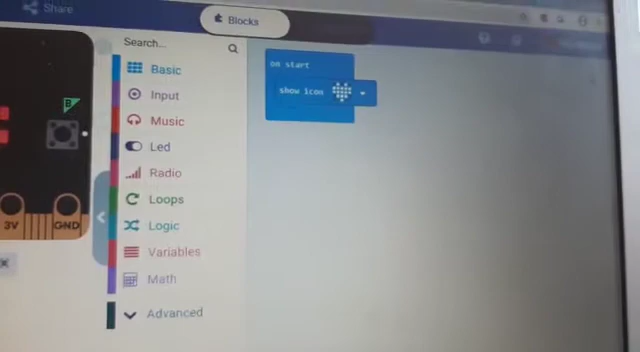 Share
Blocks
Search...
on start
Basic
show icon
Input
B
Music
Led
Radio
Loops
3V GND
Logic
Variables
Math
Advanced